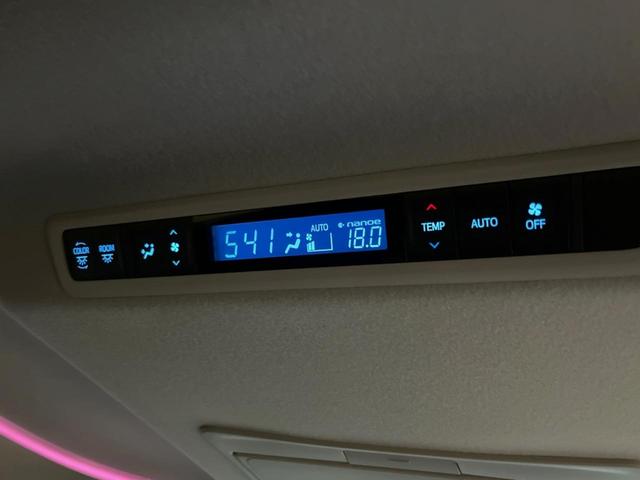 COLOR
ROOM
541
AUTO
nanoe
18.0
TEMP
AUTO
OFF